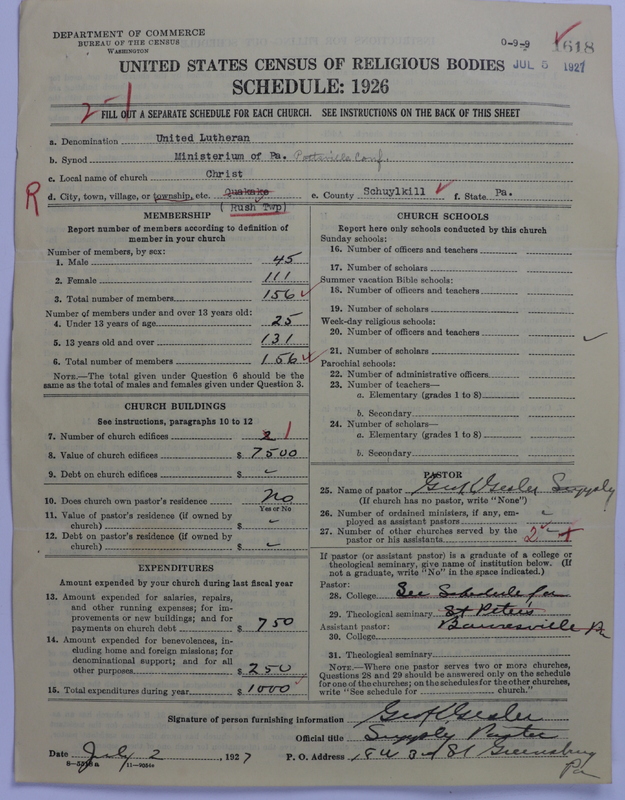 DEPARTMENT OF COMMERCE
BUREAU OF THE CENSUS
WASHINGTON
0-9-9 1618
UNITED STATES CENSUS OF RELIGIOUS BODIES JUL 5 1927
SCHEDULE: 1926
2-1
FILL OUT A SEPARATE SCHEDULE FOR EACH CHURCH. SEE INSTRUCTIONS ON THE BACK OF THIS SHEET
a. Denomination United Lutheran
b. Synod Ministerium of Pa. Pottsville Conf.
c. Local name of church Christ
R d. City, town, village, or township, etc. Quakake e. County Schuylkill f. State Pa.
(Rush Twp)
MEMBERSHIP
Report number of members according to definition of
member in your church
Number of members, by sex:
1. Male 45
2. Female 111
3. Total number of members 156
Number of members under and over 13 years old:
4. Under 13 years of age 25
5. 13 years old and over 131
6. Total number of members 156
NOTE.—The total given under Question 6 should be the
same as the total of males and females given under Question 3.
CHURCH BUILDINGS
See instructions, paragraphs 10 to 12
7. Number of church edifices 1
8. Value of church edifices $ 7500
9. Debt on church edifices $
10. Does church own pastor's residence No
Yes or No
11. Value of pastor's residence (if owned by
church) $
12. Debt on pastor's residence (if owned by
church) $
EXPENDITURES
Amount expended by your church during last fiscal year
13. Amount expended for salaries, repairs,
and other running expenses; for im-
provements or new buildings; and for
payments on church debt $ 750
14. Amount expended for benevolences, in-
cluding home and foreign missions; for
denominational support; and for all
other purposes $ 250
15. Total expenditures during year $ 1000
CHURCH SCHOOLS
Report here only schools conducted by this church
Sunday schools:
16. Number of officers and teachers
17. Number of scholars
Summer vacation Bible schools:
18. Number of officers and teachers
19. Number of scholars
Week-day religious schools:
20. Number of officers and teachers
21. Number of scholars
Parochial schools:
22. Number of administrative officers
23. Number of teachers—
a. Elementary (grades 1 to 8)
b. Secondary
24. Number of scholars—
a. Elementary (grades 1 to 8)
b. Secondary
PASTOR
25. Name of pastor Supply
(If church has no pastor, write "None")
26. Number of ordained ministers, if any, em-
ployed as assistant pastors
27. Number of other churches served by the
pastor or his assistants 2
If pastor (or assistant pastor) is a graduate of a college or
theological seminary, give name of institution below. (If
not a graduate, write "No" in the space indicated.)
Pastor:
28. College See Schedule for
29. Theological seminary St Peters
Assistant pastor:
30. College
31. Theological seminary
NOTE.—Where one pastor serves two or more churches,
Questions 28 and 29 should be answered only on the schedule
for one of the churches; on the schedules for the other churches,
write "See schedule for church."
Signature of person furnishing information
Official title Supply Pastor
Date July 2, 1927 P. O. Address Greensburg
Pa
8-5518a 11-9084